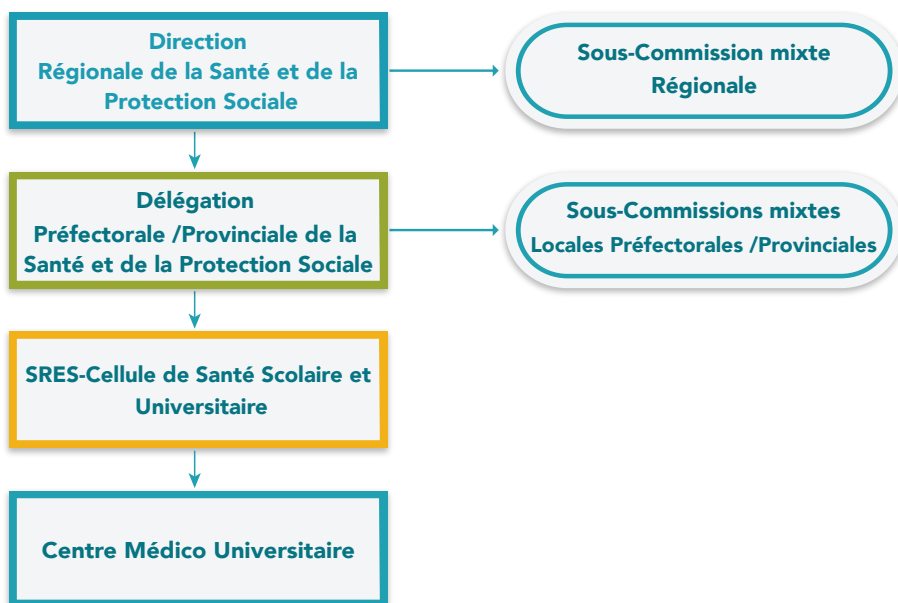 Direction
Régionale de la Santé et de la
Protection Sociale
Sous-Commission mixte
Régionale
Délégation
Préfectorale /Provinciale de la
Santé et de la Protection Sociale
Sous-Commissions mixtes
Locales Préfectorales /Provinciales
SRES-Cellule de Santé Scolaire et
Universitaire
Centre Médico Universitaire